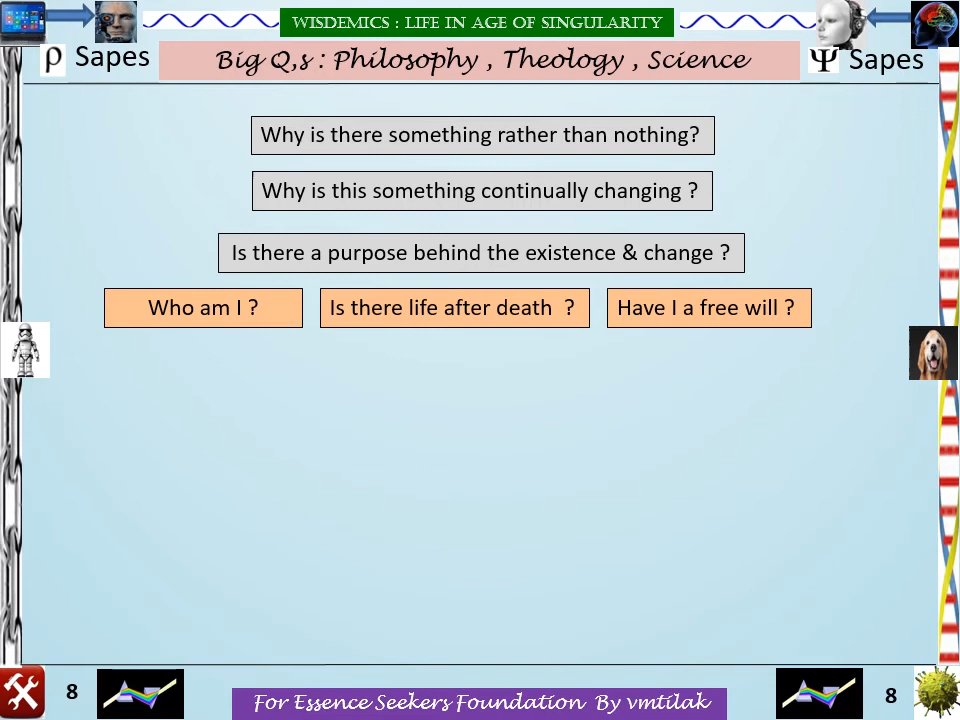 WISDEMICS : LIFE IN AGE OF SINGULARITY
ρ Sapes
Big Q,s : Philosophy , Theology , Science
Ψ Sapes
Why is there something rather than nothing?
Why is this something continually changing ?
Is there a purpose behind the existence & change ?
Who am I ?
Is there life after death ?
Have I a free will ?
8
For Essence Seekers Foundation By vmtilak
8